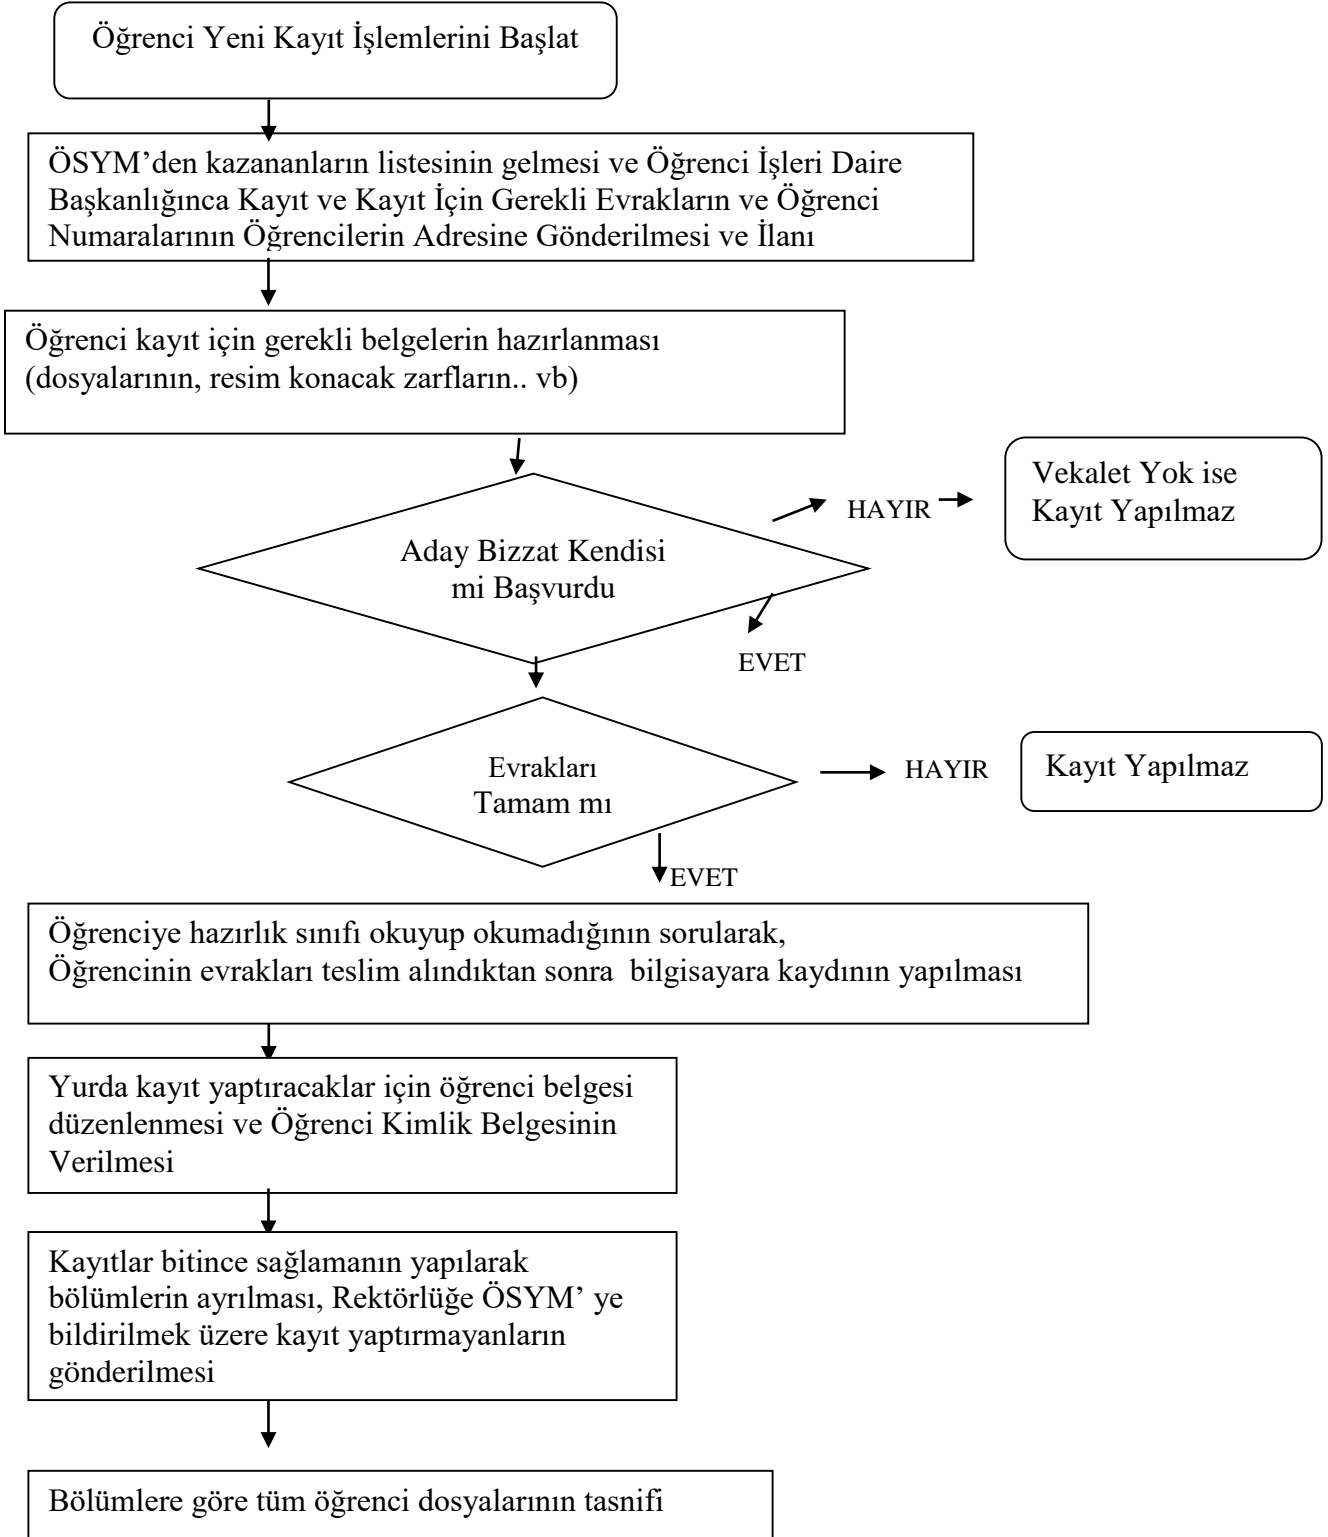 Öğrenci Yeni Kayıt İşlemlerini Başlat
ÖSYM’den kazananların listesinin gelmesi ve Öğrenci İşleri Daire
Başkanlığınca Kayıt ve Kayıt İçin Gerekli Evrakların ve Öğrenci
Numaralarının Öğrencilerin Adresine Gönderilmesi ve İlanı
Öğrenci kayıt için gerekli belgelerin hazırlanması
(dosyalarının, resim konacak zarfların.. vb)
Vekalet Yok ise
Kayıt Yapılmaz
HAYIR
Aday Bizzat Kendisi
mi Başvurdu
EVET
Evrakları
Tamam mı
HAYIR
Kayıt Yapılmaz
EVET
Öğrenciye hazırlık sınıfı okuyup okumadığının sorularak,
Öğrencinin evrakları teslim alındıktan sonra  bilgisayara kaydının yapılması
Yurda kayıt yaptıracaklar için öğrenci belgesi
düzenlenmesi ve Öğrenci Kimlik Belgesinin
Verilmesi
Kayıtlar bitince sağlamanın yapılarak
bölümlerin ayrılması, Rektörlüğe ÖSYM’ ye
bildirilmek üzere kayıt yaptırmayanların
gönderilmesi
Bölümlere göre tüm öğrenci dosyalarının tasnifi